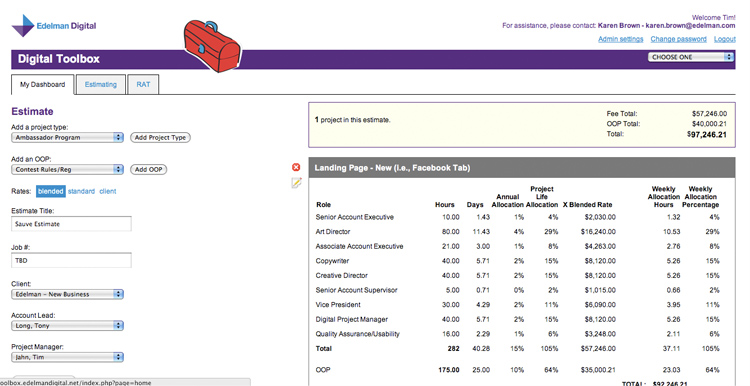 Edelman Digital
Welcome Tim!
For assistance, please contact: Karen Brown - karen.brown@edelman.com
Admin settings Change password Logout
Digital Toolbox
CHOOSE ONE
My Dashboard Estimating RAT
Estimate
Add a project type:
Ambassador Program Add Project Type
Add an OOP:
Contest Rules/Reg Add OOP
Rates: blended standard client
Estimate Title:
Sauve Estimate
Job #:
TBD
Client:
Edelman - New Business
Account Lead:
Long, Tony
Project Manager:
Jahn, Tim
oolbox.edelmandigital.net/index.php?page=home
1 project in this estimate.
Fee Total: $57,246.00
OOP Total: $40,000.21
Total: $97,246.21
Landing Page - New (i.e., Facebook Tab)
Role Hours Days Annual Allocation Project Life Allocation X Blended Rate Weekly Allocation Hours Weekly Allocation Percentage
Senior Account Executive 10.00 1.43 1% 4% $2,030.00 1.32 4%
Art Director 80.00 11.43 4% 29% $16,240.00 10.53 29%
Associate Account Executive 21.00 3.00 1% 8% $4,263.00 2.76 8%
Copywriter 40.00 5.71 2% 15% $8,120.00 5.26 15%
Creative Director 40.00 5.71 2% 15% $8,120.00 5.26 15%
Senior Account Supervisor 5.00 0.71 0% 2% $1,015.00 0.66 2%
Vice President 30.00 4.29 2% 11% $6,090.00 3.95 11%
Digital Project Manager 40.00 5.71 2% 15% $8,120.00 5.26 15%
Quality Assurance/Usability 16.00 2.29 1% 6% $3,248.00 2.11 6%
Total 282 40.28 15% 105% $57,246.00 37.11 105%
OOP 175.00 25.00 10% 64% $35,000.21 23.03 64%
TOTAL: $92,246.21